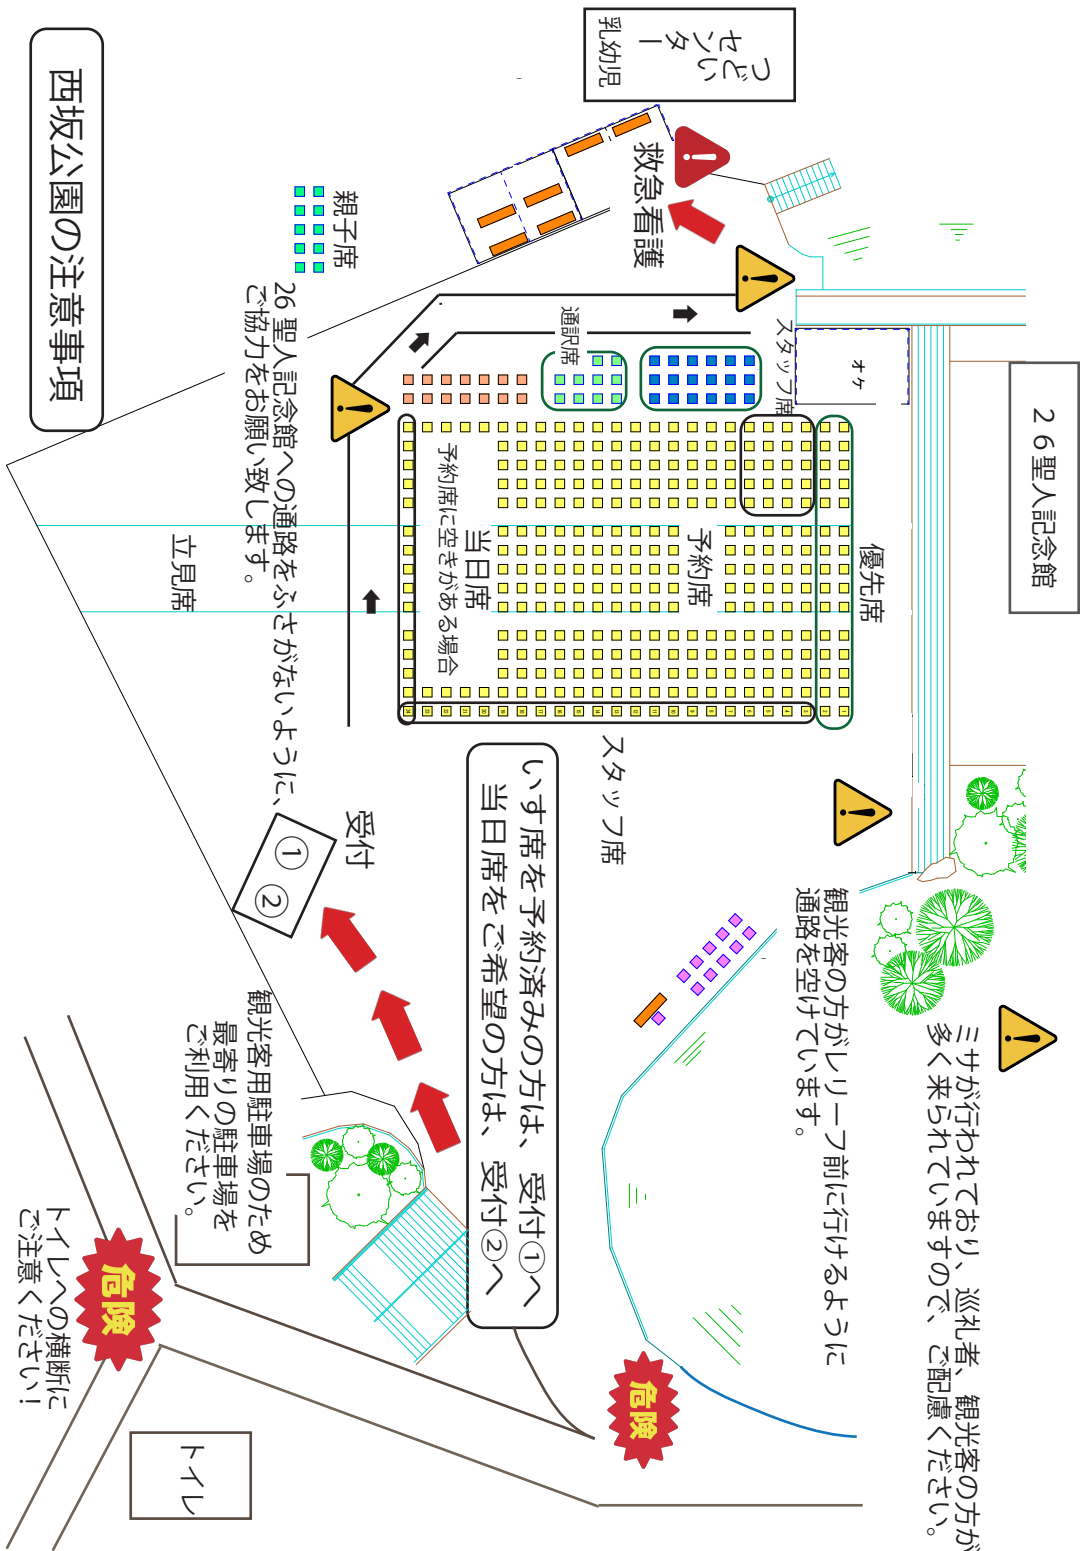 西坂公園の注意事項
つどい
センター
乳幼児
救急看護
親子席
26 聖人記念館への通路をふさがないように、
ご協力をお願い致します。
通訳席
スタッフ席
オケ
２６聖人記念館
優先席
予約席
当日席
予約席に空きがある場合
立見席
スタッフ席
受付
① ②
いす席を予約済みの方は、 受付①へ
当日席をご希望の方は、 受付②へ
観光客の方がレリーフ前に行けるように
通路を空けています。
ミサが行われており、巡礼者、観光客の方が
多く来られていますので、ご配慮ください。
観光客用駐車場のため
最寄りの駐車場を
ご利用ください。
危険
危険
トイレへの横断に
ご注意ください！
トイレ